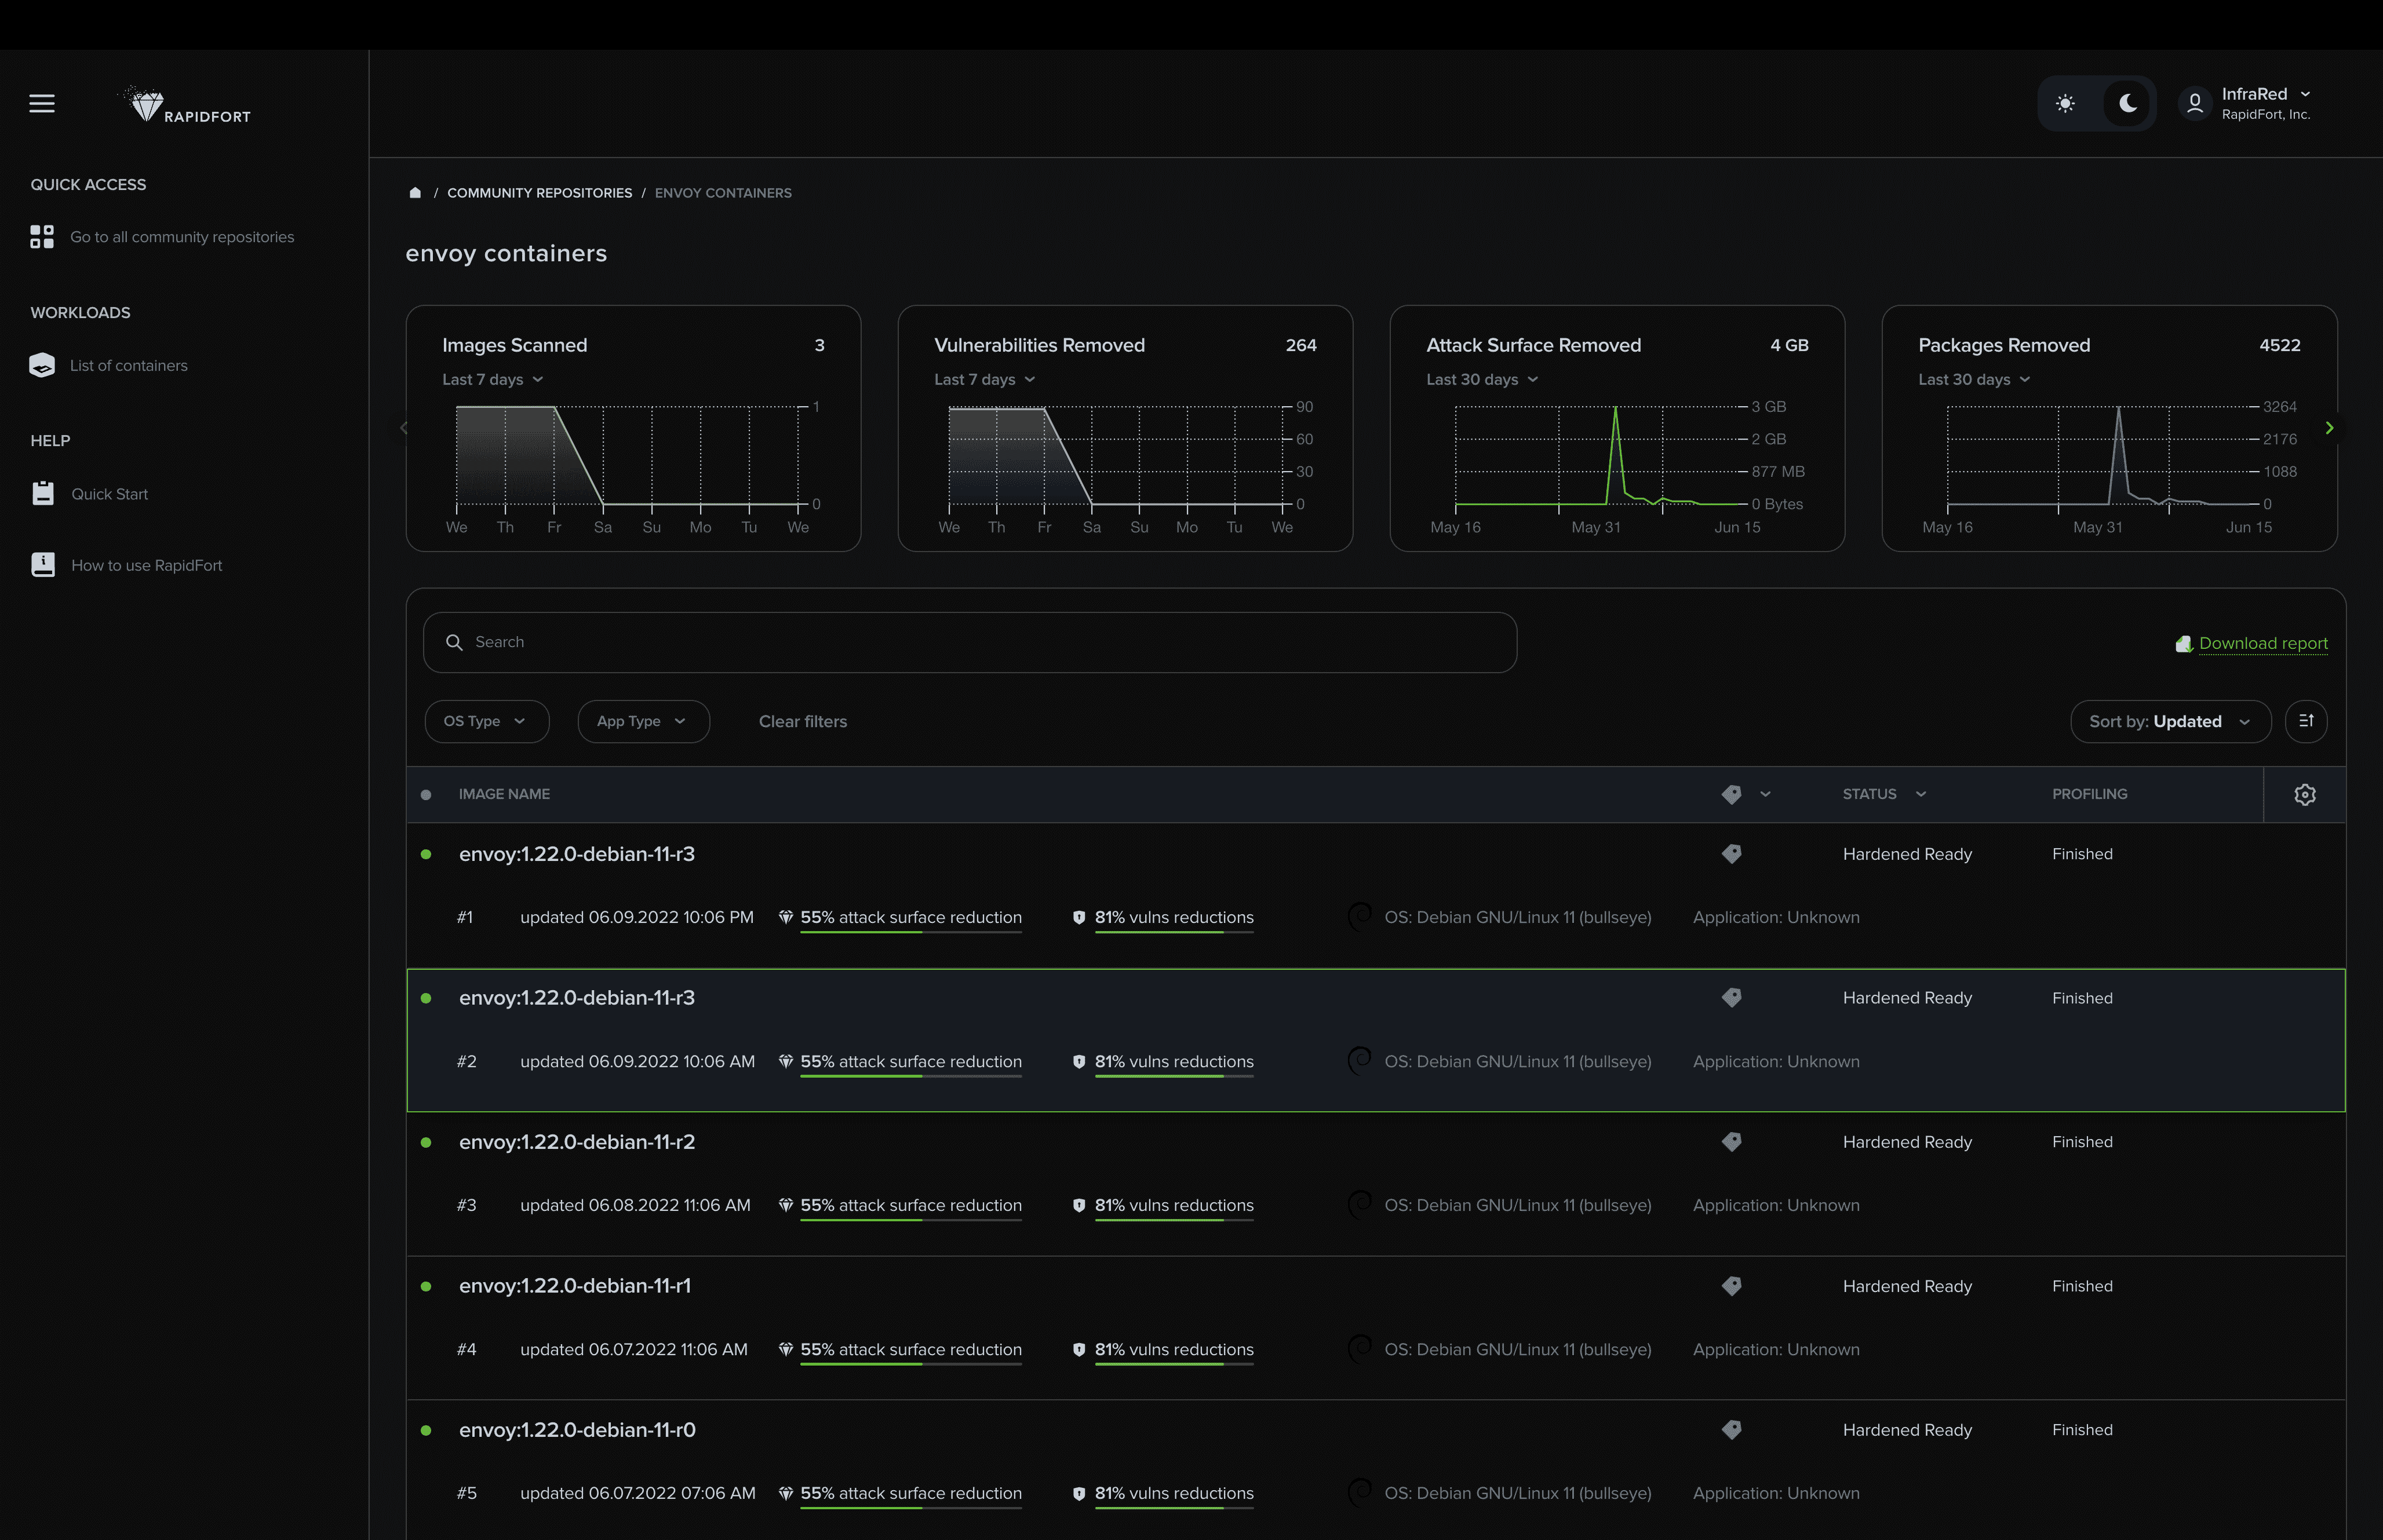 RAPIDFORT
InfraRed
RapidFort, Inc.
QUICK ACCESS
Go to all community repositories
WORKLOADS
List of containers
HELP
Quick Start
How to use RapidFort
/ COMMUNITY REPOSITORIES / ENVOY CONTAINERS
envoy containers
Images Scanned 3
Last 7 days
1
0
We Th Fr Sa Su Mo Tu We
Vulnerabilities Removed 264
Last 7 days
90
60
30
0
We Th Fr Sa Su Mo Tu We
Attack Surface Removed 4 GB
Last 30 days
3 GB
2 GB
877 MB
0 Bytes
May 16 May 31 Jun 15
Packages Removed 4522
Last 30 days
3264
2176
1088
0
May 16 May 31 Jun 15
Search
Download report
OS Type App Type Clear filters Sort by: Updated
IMAGE NAME STATUS PROFILING
envoy:1.22.0-debian-11-r3 Hardened Ready Finished
#1 updated 06.09.2022 10:06 PM 55% attack surface reduction 81% vulns reductions OS: Debian GNU/Linux 11 (bullseye) Application: Unknown
envoy:1.22.0-debian-11-r3 Hardened Ready Finished
#2 updated 06.09.2022 10:06 AM 55% attack surface reduction 81% vulns reductions OS: Debian GNU/Linux 11 (bullseye) Application: Unknown
envoy:1.22.0-debian-11-r2 Hardened Ready Finished
#3 updated 06.08.2022 11:06 AM 55% attack surface reduction 81% vulns reductions OS: Debian GNU/Linux 11 (bullseye) Application: Unknown
envoy:1.22.0-debian-11-r1 Hardened Ready Finished
#4 updated 06.07.2022 11:06 AM 55% attack surface reduction 81% vulns reductions OS: Debian GNU/Linux 11 (bullseye) Application: Unknown
envoy:1.22.0-debian-11-r0 Hardened Ready Finished
#5 updated 06.07.2022 07:06 AM 55% attack surface reduction 81% vulns reductions OS: Debian GNU/Linux 11 (bullseye) Application: Unknown